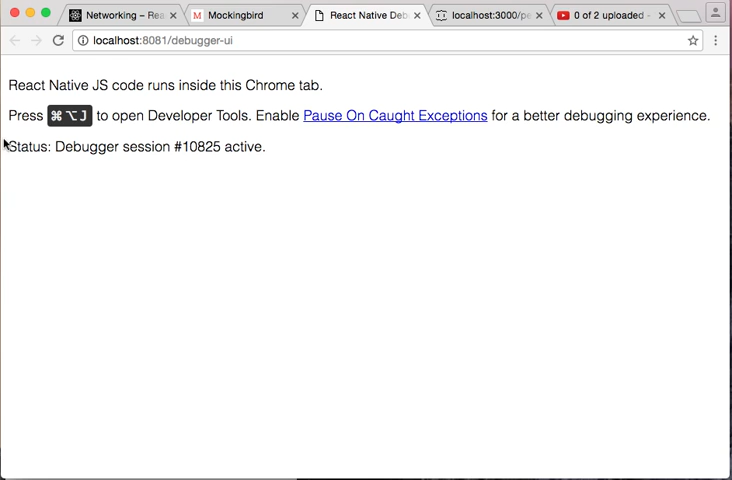 Networking – Rea
Mockingbird
React Native Deb
localhost:3000/pe
0 of 2 uploaded -
localhost:8081/debugger-ui
React Native JS code runs inside this Chrome tab.
Press ⌘⌥J to open Developer Tools. Enable Pause On Caught Exceptions for a better debugging experience.
Status: Debugger session #10825 active.